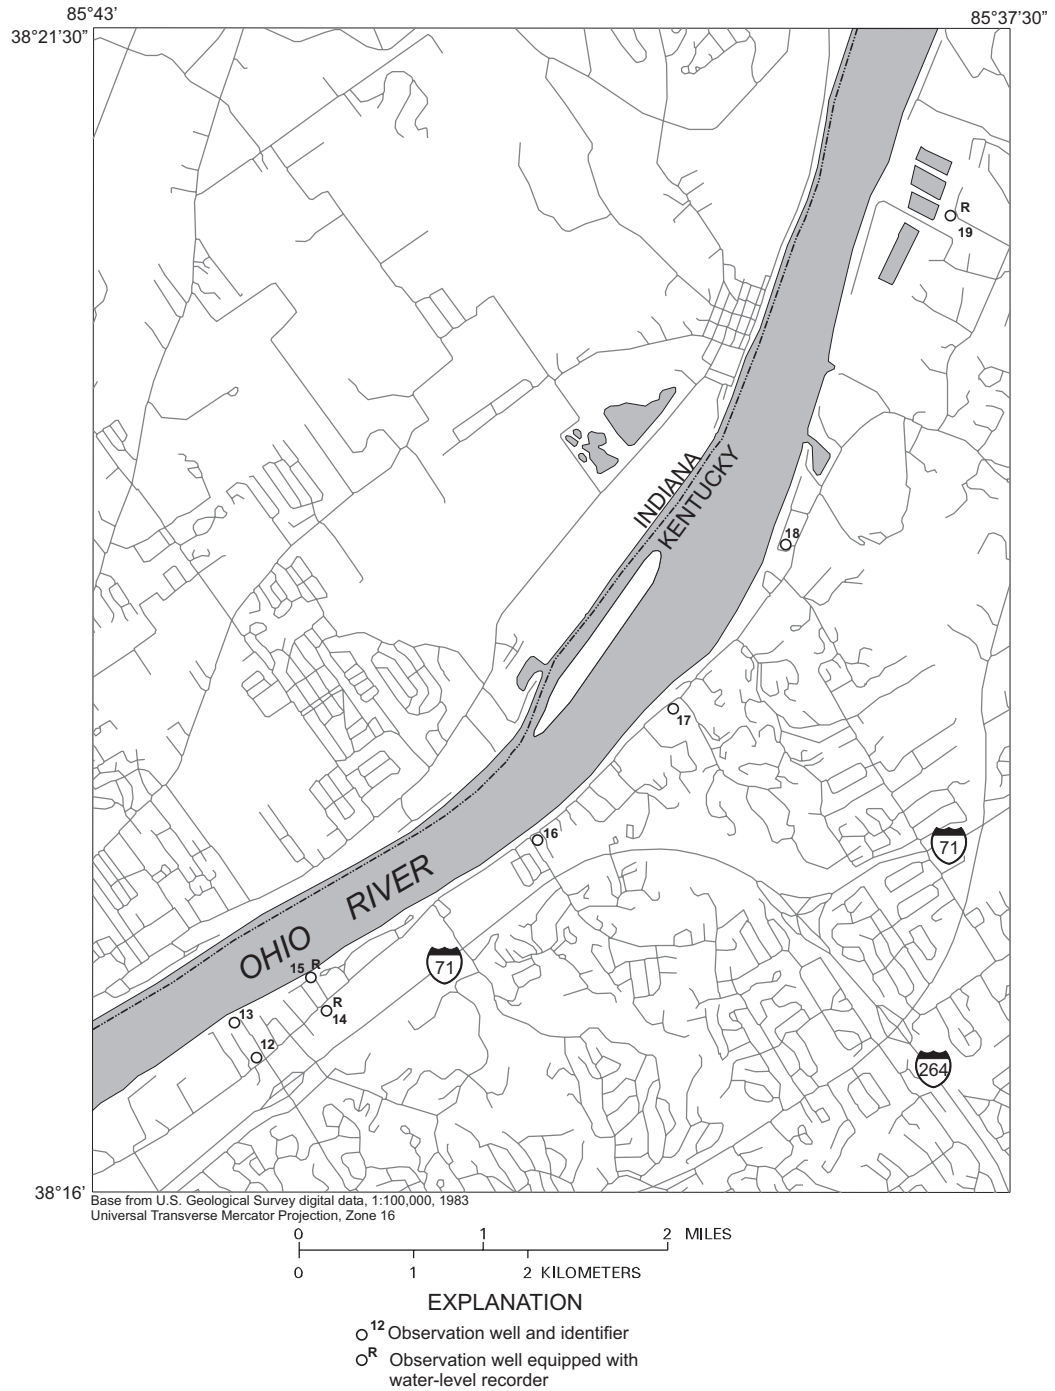 85°43’
85°37’30”
38°21’30”
R
19
INDIANA
KENTUCKY
18
17
16
71
OHIO RIVER
15 R
71
R
14
13
12
264
38°16’
Base from U.S. Geological Survey digital data, 1:100,000, 1983
Universal Transverse Mercator Projection, Zone 16
0 1 2 MILES
0 1 2 KILOMETERS
EXPLANATION
12 Observation well and identifier
R Observation well equipped with
water-level recorder